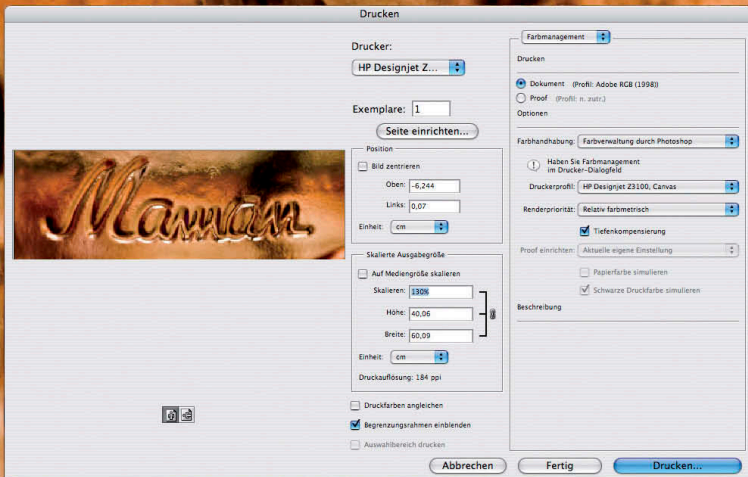 Drucken
Drucker:
HP Designjet Z...
Exemplare: 1
Seite einrichten...
Maman
Position
Bild zentrieren
Oben: -6,244
Links: 0,07
Einheit: cm
Skalierte Ausgabegröße
Auf Mediengröße skalieren
Skalieren: 130%
Höhe: 40,06
Breite: 60,09
Einheit: cm
Druckauflösung: 184 ppi
Druckfarben angleichen
Begrenzungsrahmen einblenden
Auswahlbereich drucken
Farbmanagement
Drucken
Dokument (Profil: Adobe RGB (1998))
Proof (Profil: n. zutr.)
Optionen
Farbhandhabung: Farbverwaltung durch Photoshop
Haben Sie Farbmanagement
im Drucker-Dialogfeld
Druckerprofil: HP Designjet Z3100, Canvas
Renderpriorität: Relativ farbmetrisch
Tiefenkompensierung
Proof einrichten: Aktuelle eigene Einstellung
Papierfarbe simulieren
Schwarze Druckfarbe simulieren
Beschreibung
Abbrechen
Fertig
Drucken...